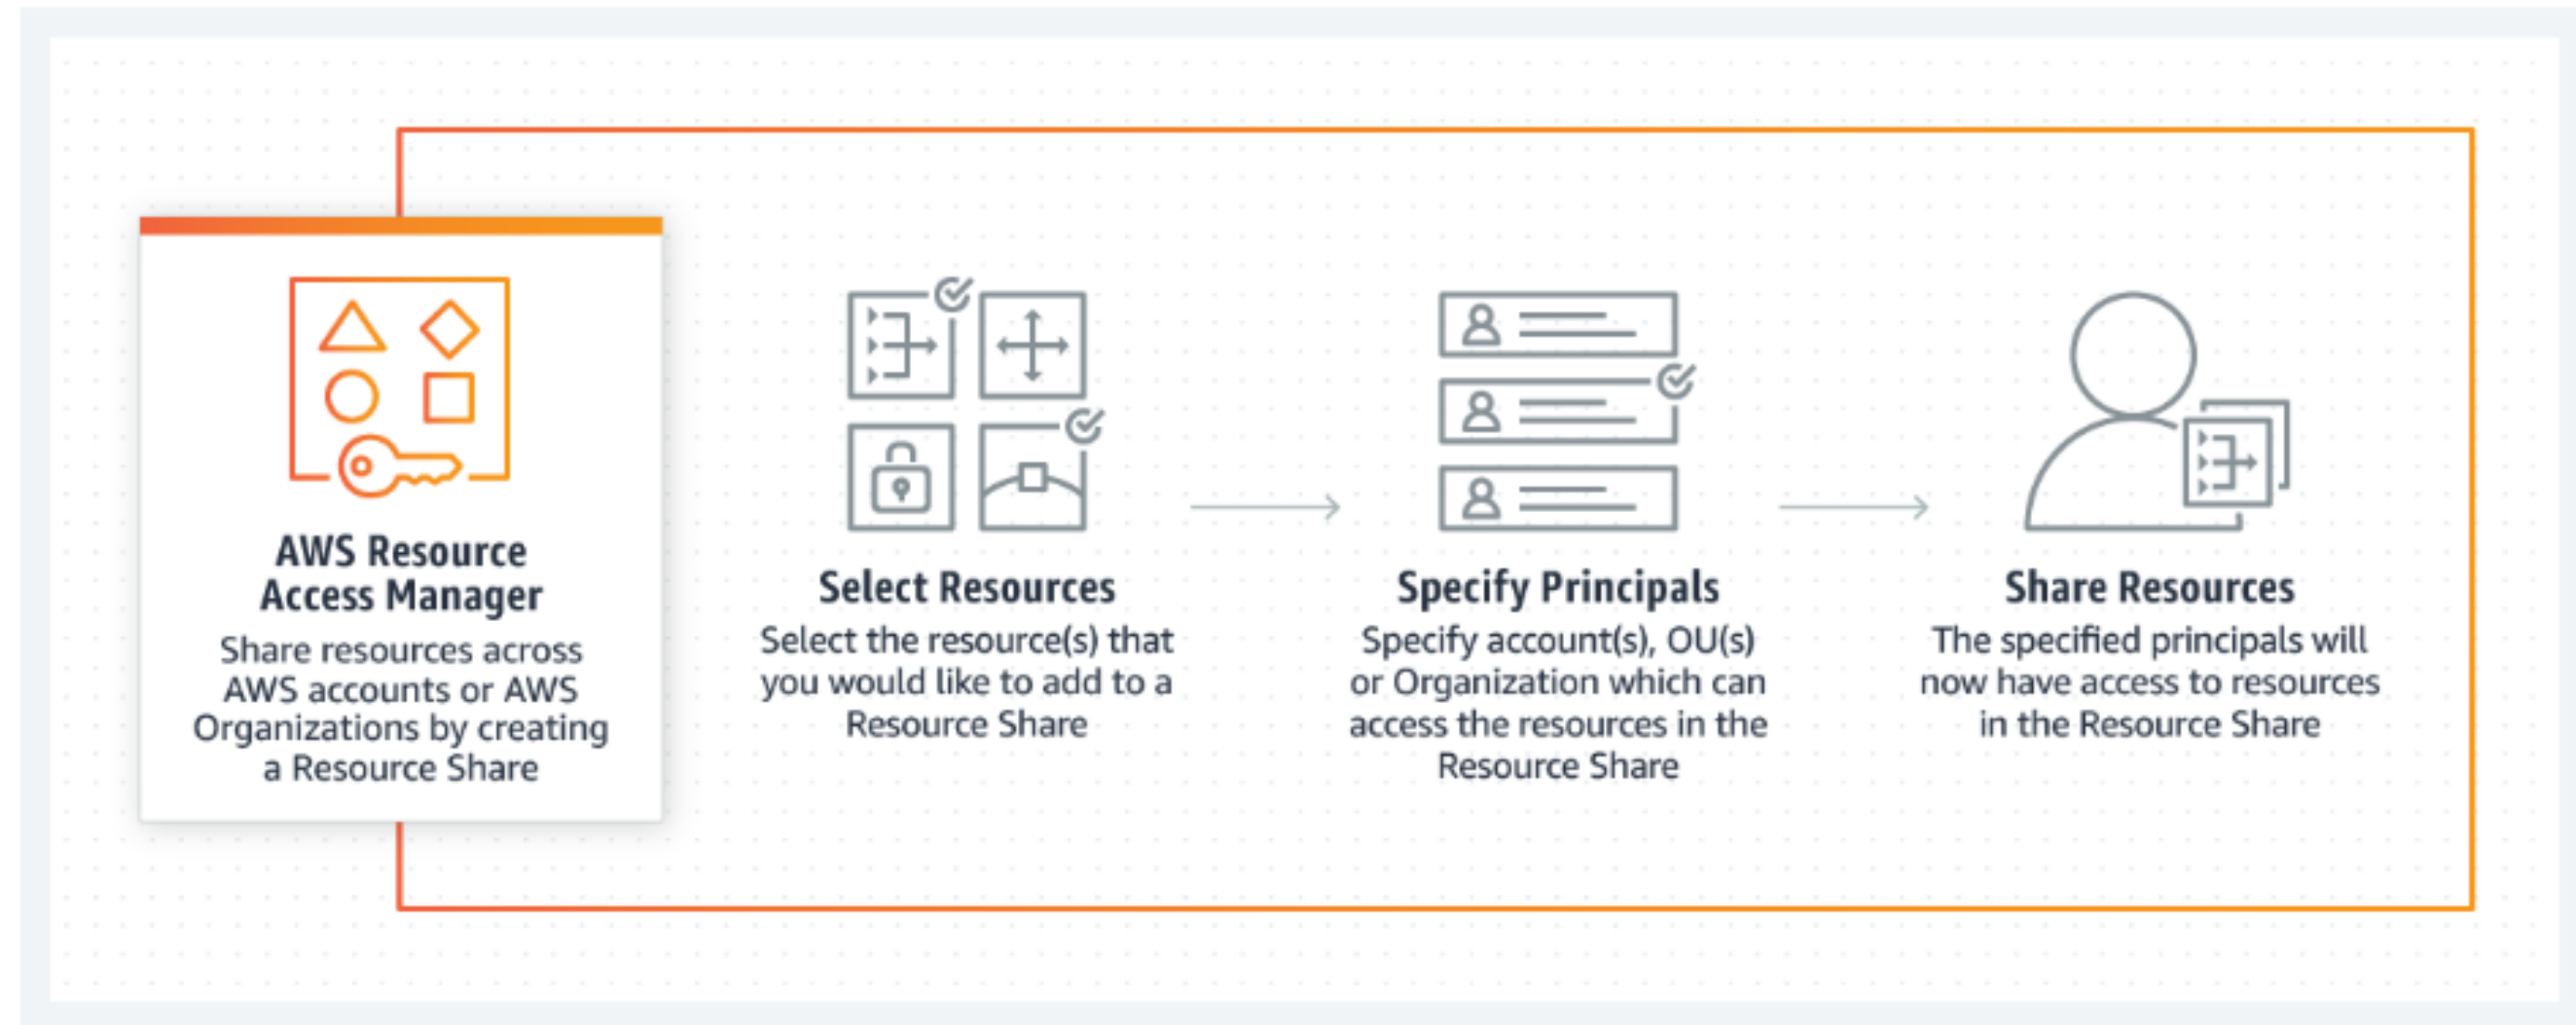 AWS Resource
Access Manager
Share resources across
AWS accounts or AWS
Organizations by creating
a Resource Share
Select Resources
Select the resource(s) that
you would like to add to a
Resource Share
Specify Principals
Specify account(s), OU(s)
or Organization which can
access the resources in the
Resource Share
Share Resources
The specified principals will
now have access to resources
in the Resource Share